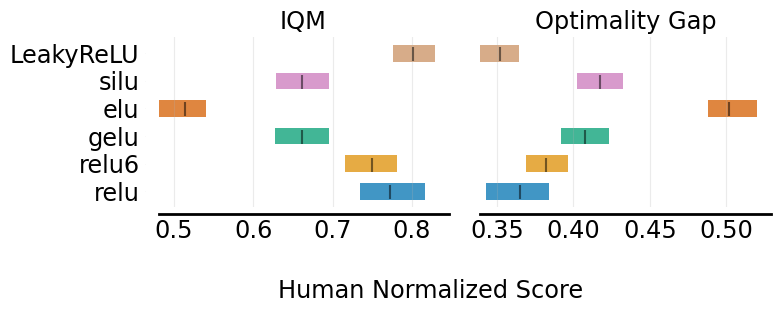 IQM Optimality Gap
LeakyReLU
silu
elu
gelu
relu6
relu
0.5 0.6 0.7 0.8 0.35 0.40 0.45 0.50
Human Normalized Score